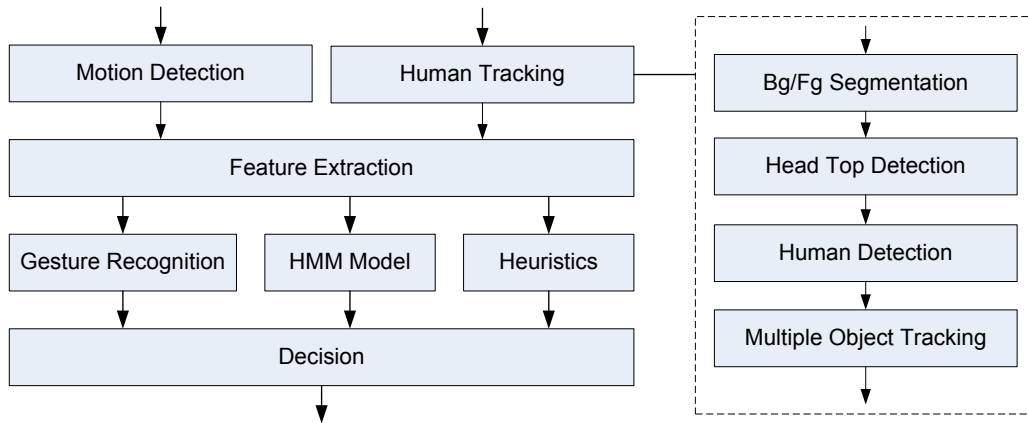 Motion Detection
Human Tracking
Feature Extraction
Gesture Recognition
HMM Model
Heuristics
Decision
Bg/Fg Segmentation
Head Top Detection
Human Detection
Multiple Object Tracking